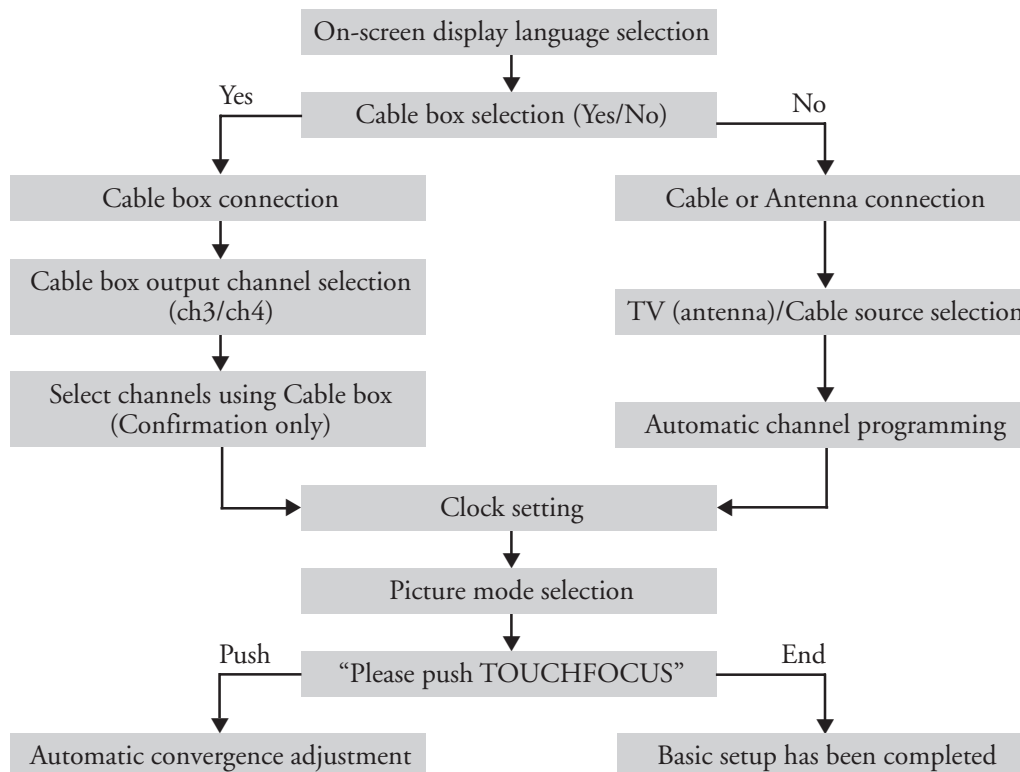 On-screen display language selection
Yes
Cable box selection (Yes/No)
No
Cable box connection
Cable or Antenna connection
Cable box output channel selection
(ch3/ch4)
TV (antenna)/Cable source selection
Select channels using Cable box
(Confirmation only)
Automatic channel programming
Clock setting
Picture mode selection
Push
“Please push TOUCHFOCUS”
End
Automatic convergence adjustment
Basic setup has been completed